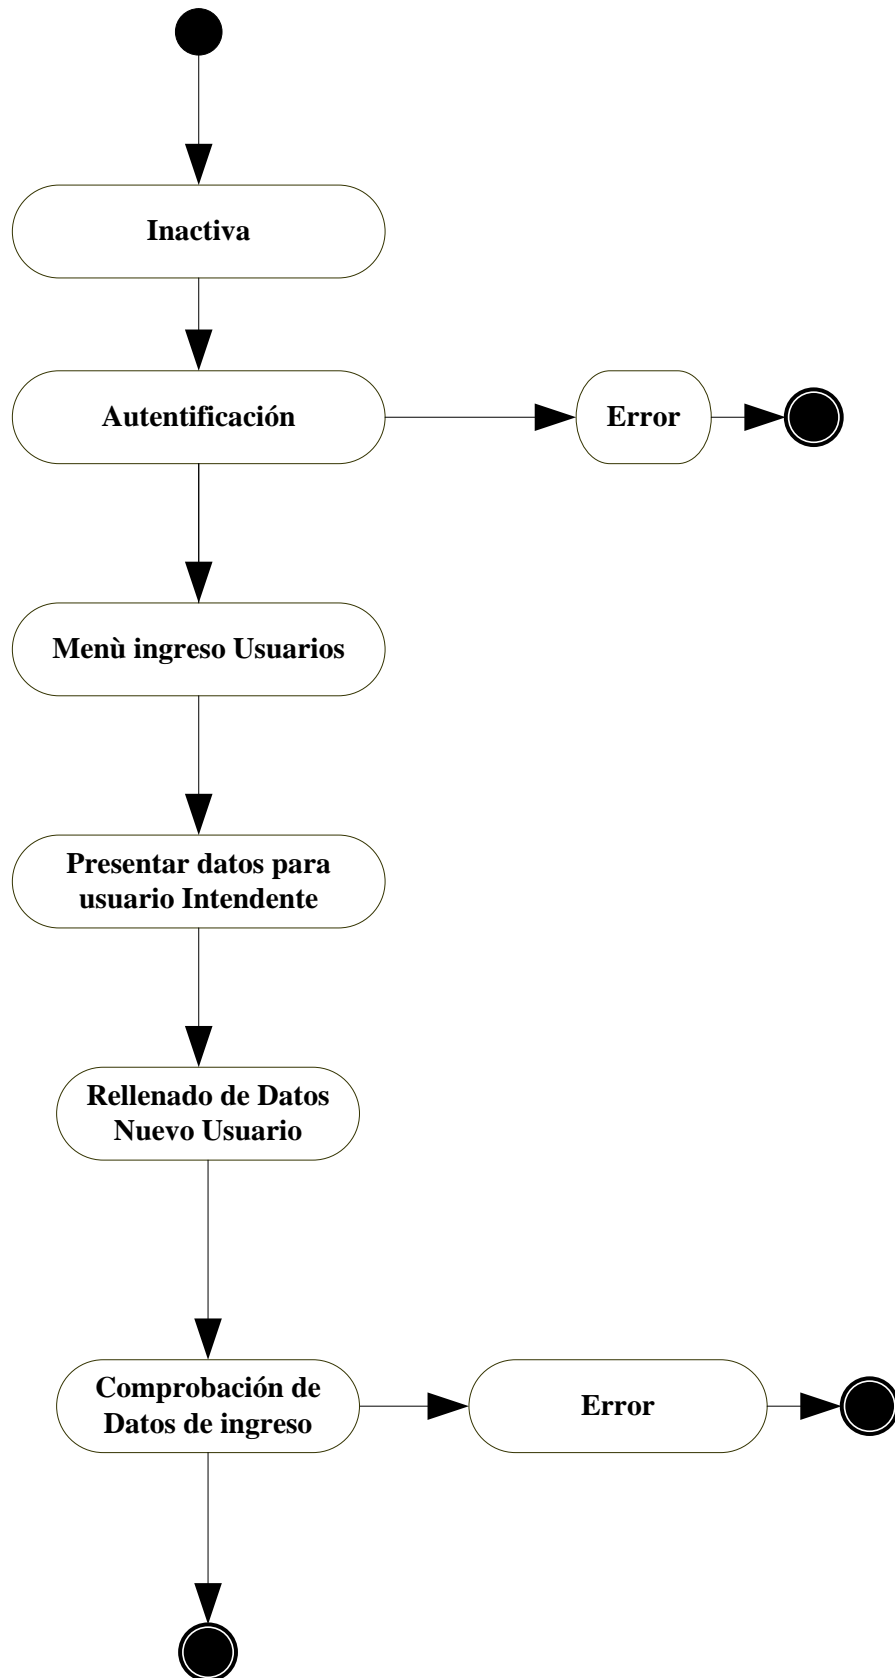 Inactiva
Autentificación
Error
Menù ingreso Usuarios
Presentar datos para
usuario Intendente
Rellenado de Datos
Nuevo Usuario
Comprobación de
Datos de ingreso
Error